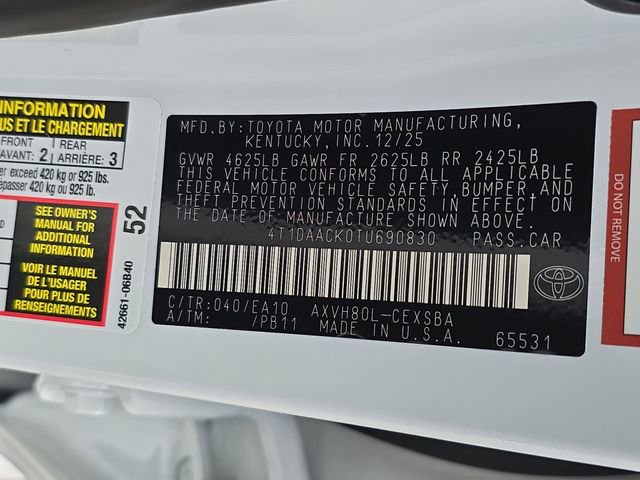 INFORMATION
US ET LE CHARGEMENT
FRONT
AVANT: 2
REAR
ARRIÈRE: 3
er exceed 420 kg or 925 lbs.
épasser 420 kg ou 925 lb.
SEE OWNER'S
MANUAL FOR
ADDITIONAL
INFORMATION
VOIR LE MANUEL
DE L'USAGER
POUR PLUS DE
RENSEIGNEMENTS
52
42661-06B40
MFD.BY:TOYOTA MOTOR MANUFACTURING,
KENTUCKY, INC.12/25
GVWR 4625LB GAWR FR 2625LB RR 2425LB
THIS VEHICLE CONFORMS TO ALL APPLICABLE
FEDERAL MOTOR VEHICLE SAFETY, BUMPER, AND
THEFT PREVENTION STANDARDS IN EFFECT ON
THE DATE OF MANUFACTURE SHOWN ABOVE.
4T1DAACK0TU690830 PASS.CAR
C/TR:040/EA10 AXVH80L-CEXSBA
A/TM: /PB11 MADE IN U.S.A.
65531
DO NOT REMOVE